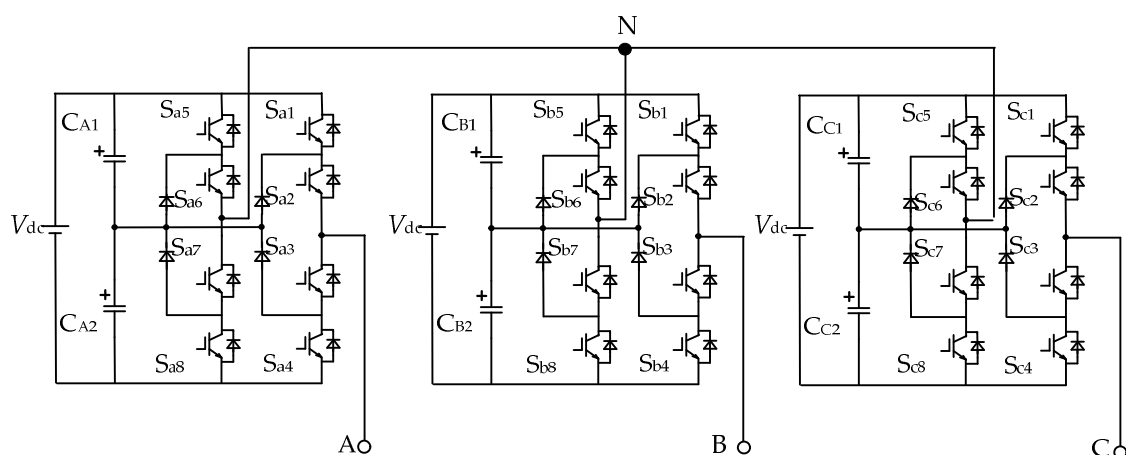 N
Sa5
Sa1
CA1
Sa6
Sa2
Vdc
Sa7
Sa3
CA2
Sa8
Sa4
A
Sb5
Sb1
CB1
Sb6
Sb2
Vdc
Sb7
Sb3
CB2
Sb8
Sb4
B
Sc5
Sc1
CC1
Sc6
Sc2
Vdc
Sc7
Sc3
CC2
Sc8
Sc4
C